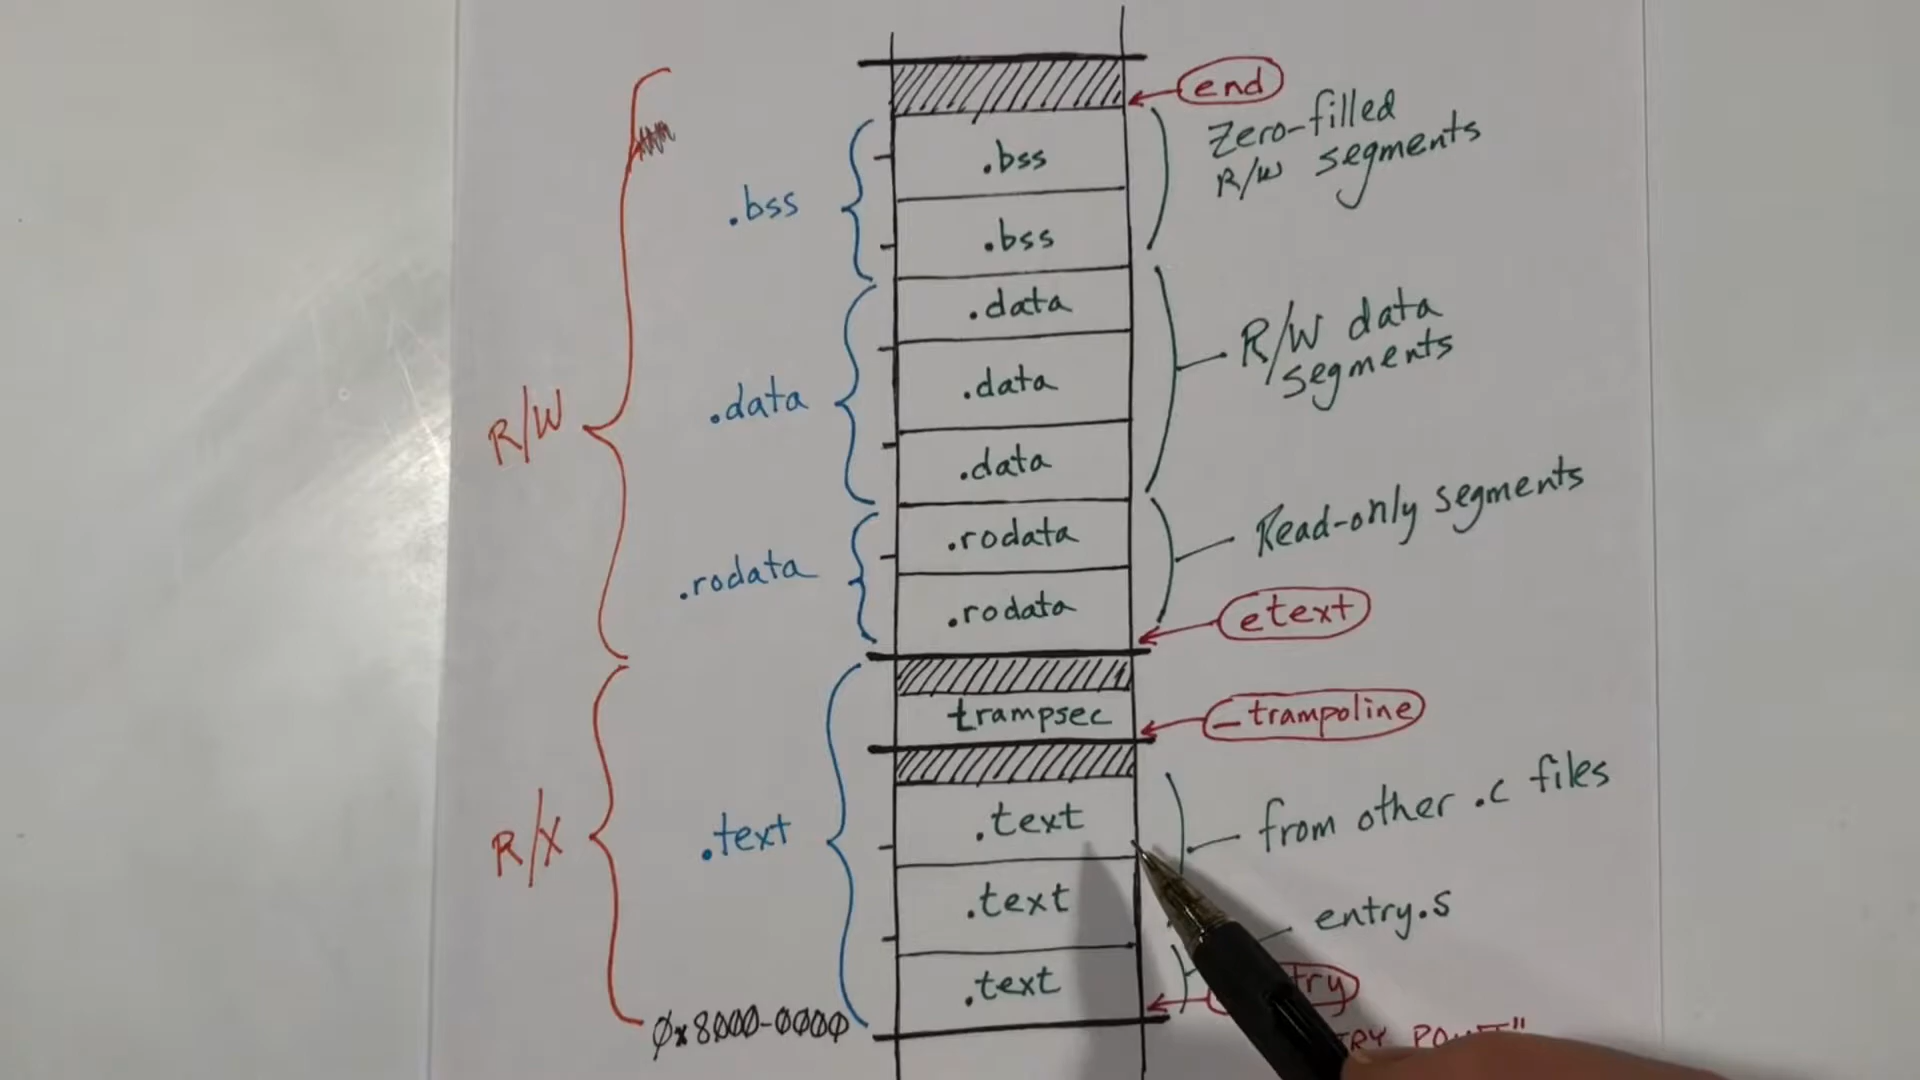 end
Zero-filled
R/W segments
.bss
.bss
.bss
.data
R/W data
segments
.data
.data
R/W
.data
Read-only segments
.rodata
.rodata
.rodata
etext
trampsec
_trampoline
.text
from other .c files
.text
R/X
.text
entry.s
.text
0x8000-0000